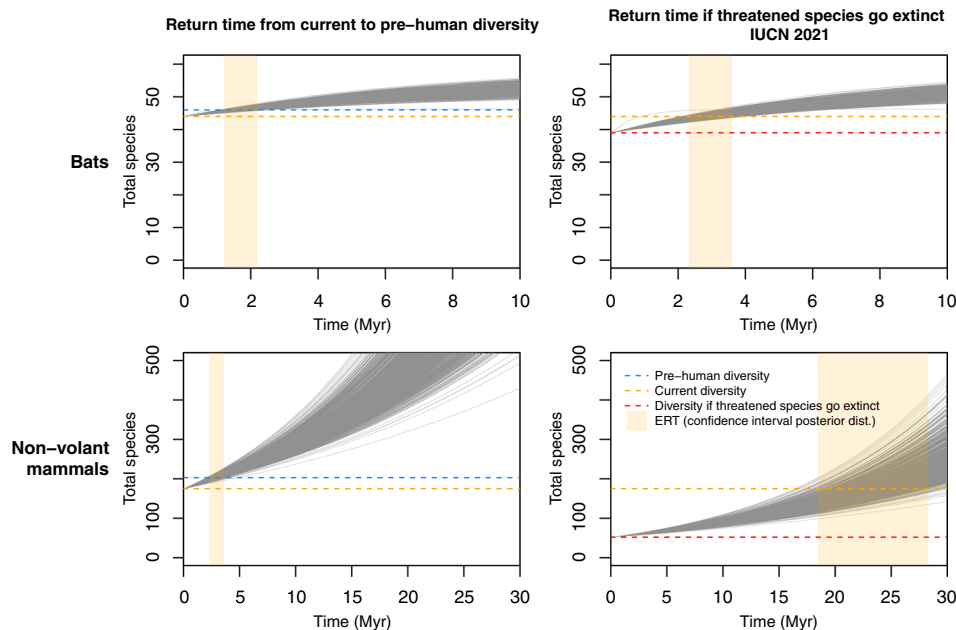 Return time from current to pre−human diversity
Return time if threatened species go extinct
IUCN 2021
Bats
Total species
0
10
30
50
0
2
4
6
8
10
Time (Myr)
Total species
0
10
30
50
0
2
4
6
8
10
Time (Myr)
Non−volant
mammals
Total species
0
100
300
500
0
5
10
15
20
25
30
Time (Myr)
Total species
0
100
300
500
Pre−human diversity
Current diversity
Diversity if threatened species go extinct
ERT (confidence interval posterior dist.)
0
5
10
15
20
25
30
Time (Myr)